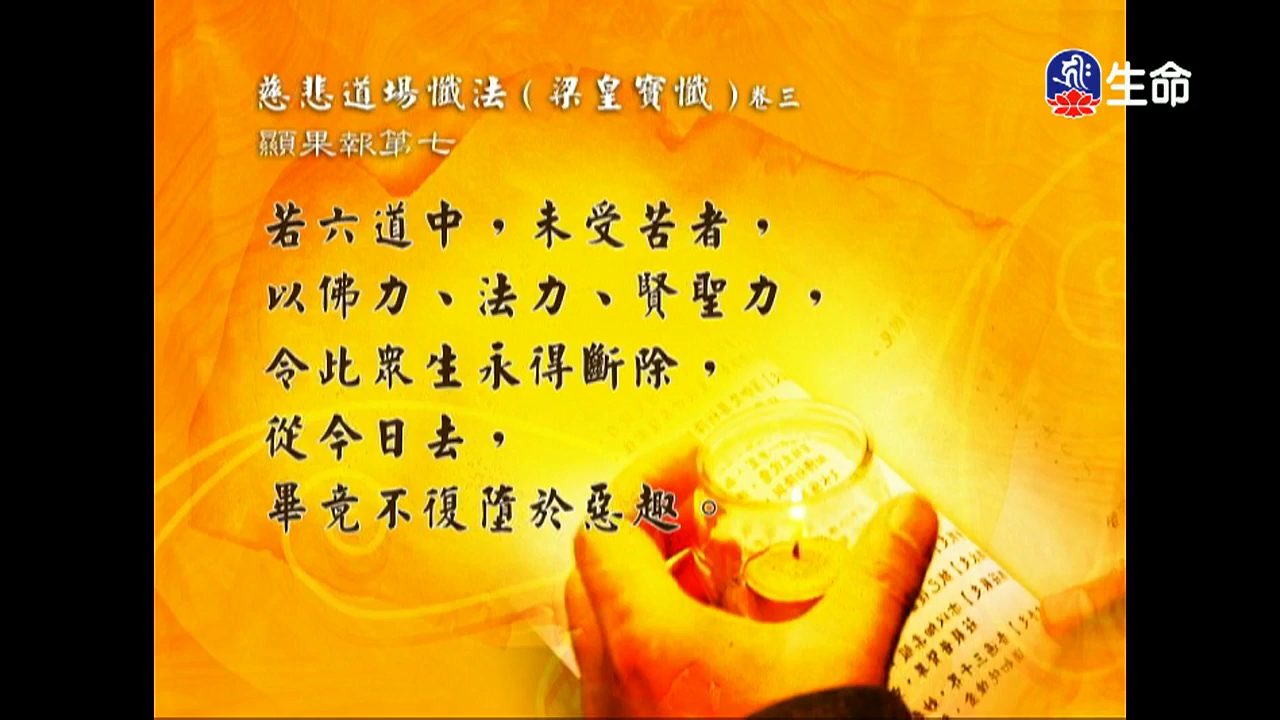 慈悲道場懺法(梁皇寶懺)卷三
生命
顯果報第七
若六道中,未受苦者,
以佛力、法力、賢聖力,
令此眾生永得斷除,
從今日去,
畢竟不復墮於惡趣。